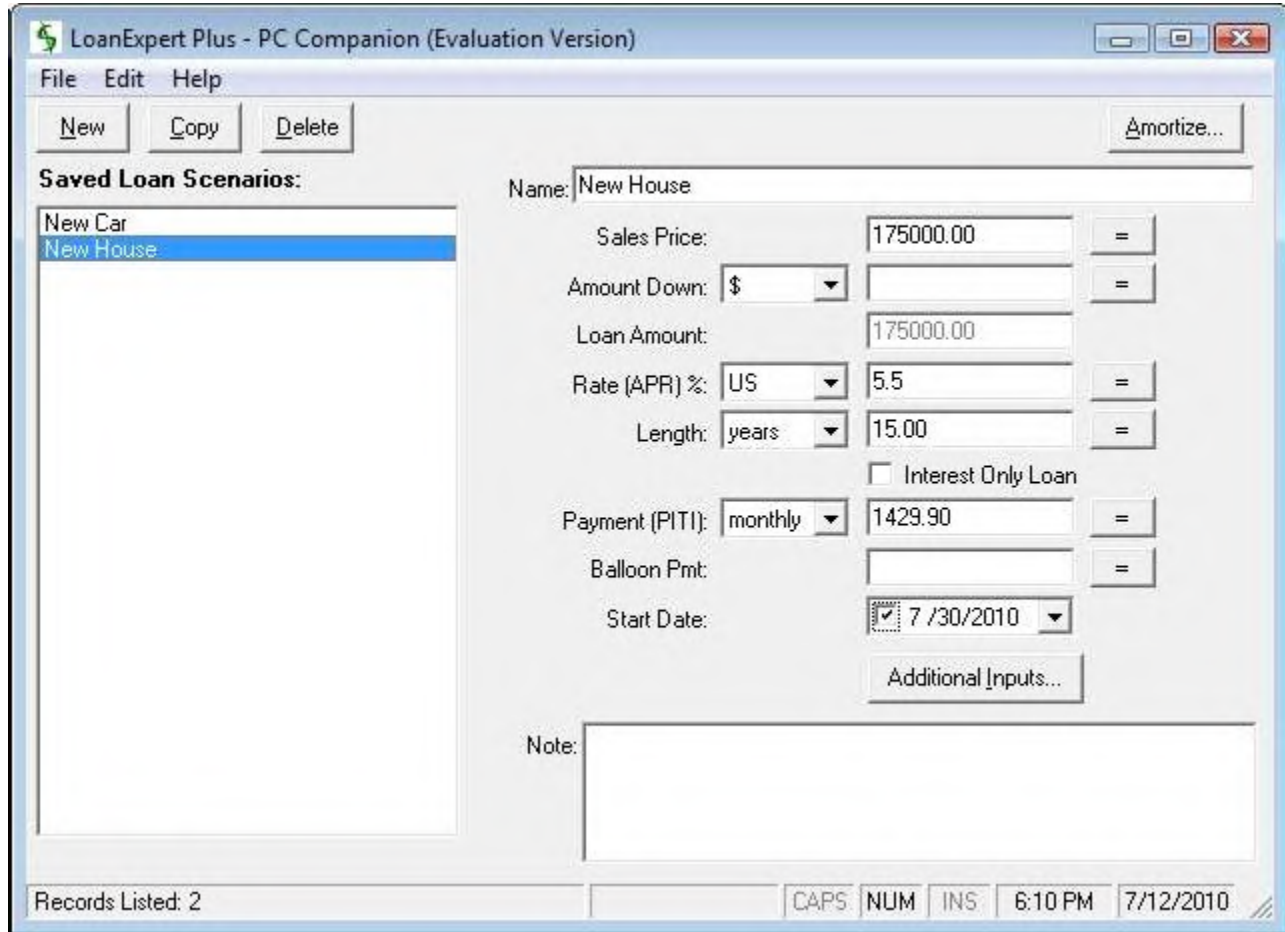 LoanExpert Plus - PC Companion (Evaluation Version)
File Edit Help
New Copy Delete Amortize...
Saved Loan Scenarios:
New Car
New House
Name: New House
Sales Price: 175000.00 =
Amount Down: $ =
Loan Amount: 175000.00
Rate (APR) %: US 5.5 =
Length: years 15.00 =
Interest Only Loan
Payment (PITI): monthly 1429.90 =
Balloon Pmt: =
Start Date: 7 /30/2010
Additional Inputs...
Note:
Records Listed: 2 CAPS NUM INS 6:10 PM 7/12/2010